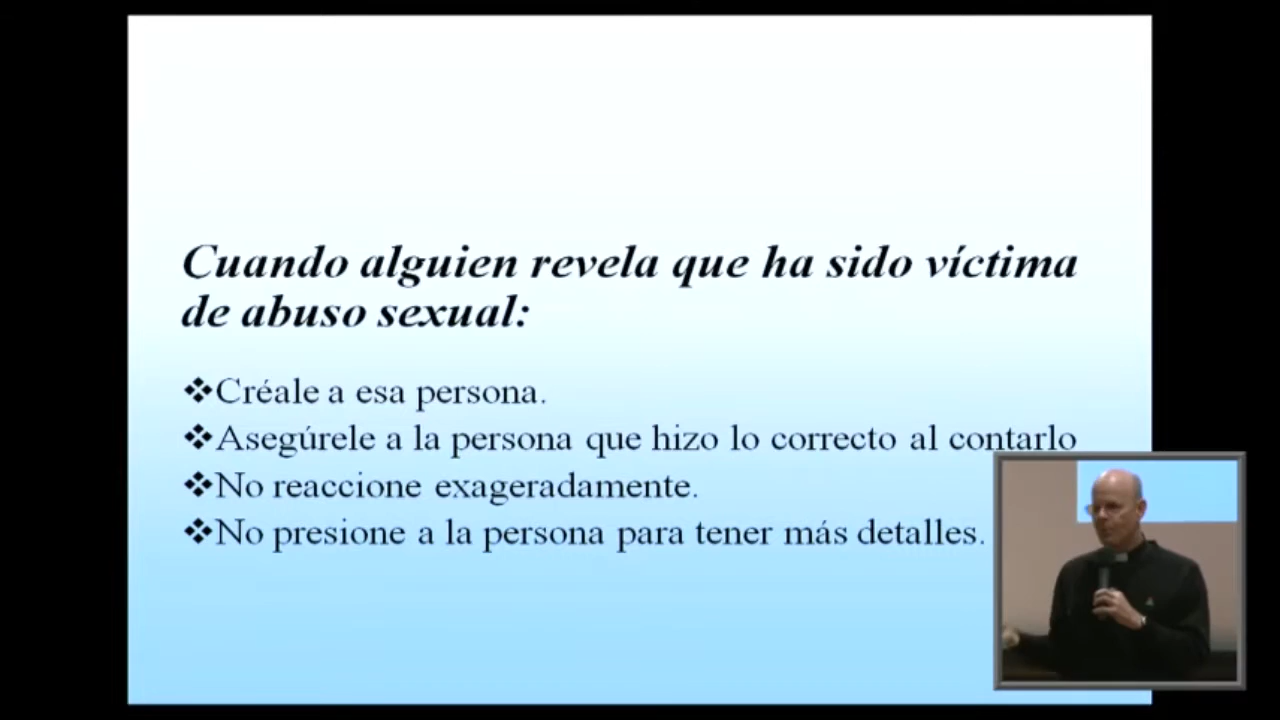 Cuando alguien revela que ha sido víctima
de abuso sexual:
❖Créale a esa persona.
❖Asegúrele a la persona que hizo lo correcto al contarlo
❖No reaccione exageradamente.
❖No presione a la persona para tener más detalles.